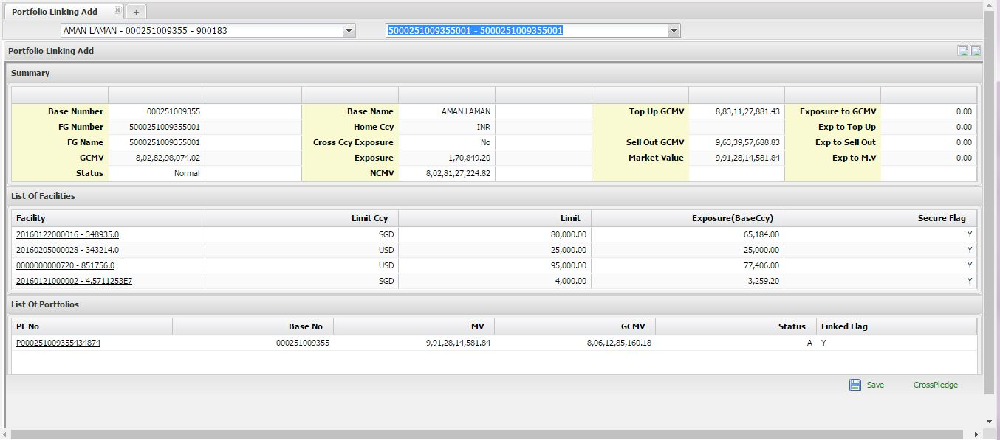 Portfolio Linking Add
+
AMAN LAMAN - 000251009355 - 900183 5000251009355001 - 5000251009355001
Portfolio Linking Add
Summary
Base Number 000251009355 Base Name AMAN LAMAN Top Up GCMV 8,83,11,27,881.43 Exposure to GCMV 0.00
FG Number 5000251009355001 Home Ccy INR Exp to Top Up 0.00
FG Name 5000251009355001 Cross Ccy Exposure No Sell Out GCMV 9,63,39,57,688.83 Exp to Sell Out 0.00
GCMV 8,02,82,98,074.02 Exposure 1,70,849.20 Market Value 9,91,28,14,581.84 Exp to M.V 0.00
Status Normal NCMV 8,02,81,27,224.82
List Of Facilities
Facility Limit Ccy Limit Exposure(BaseCcy) Secure Flag
20160122000016 - 348935.0 SGD 80,000.00 65,184.00 Y
20160205000028 - 343214.0 USD 25,000.00 25,000.00 Y
0000000000720 - 851756.0 USD 95,000.00 77,406.00 Y
20160121000002 - 4.5711253E7 SGD 4,000.00 3,259.20 Y
List Of Portfolios
PF No Base No MV GCMV Status Linked Flag
P000251009355434874 000251009355 9,91,28,14,581.84 8,06,12,85,160.18 A Y
Save CrossPledge